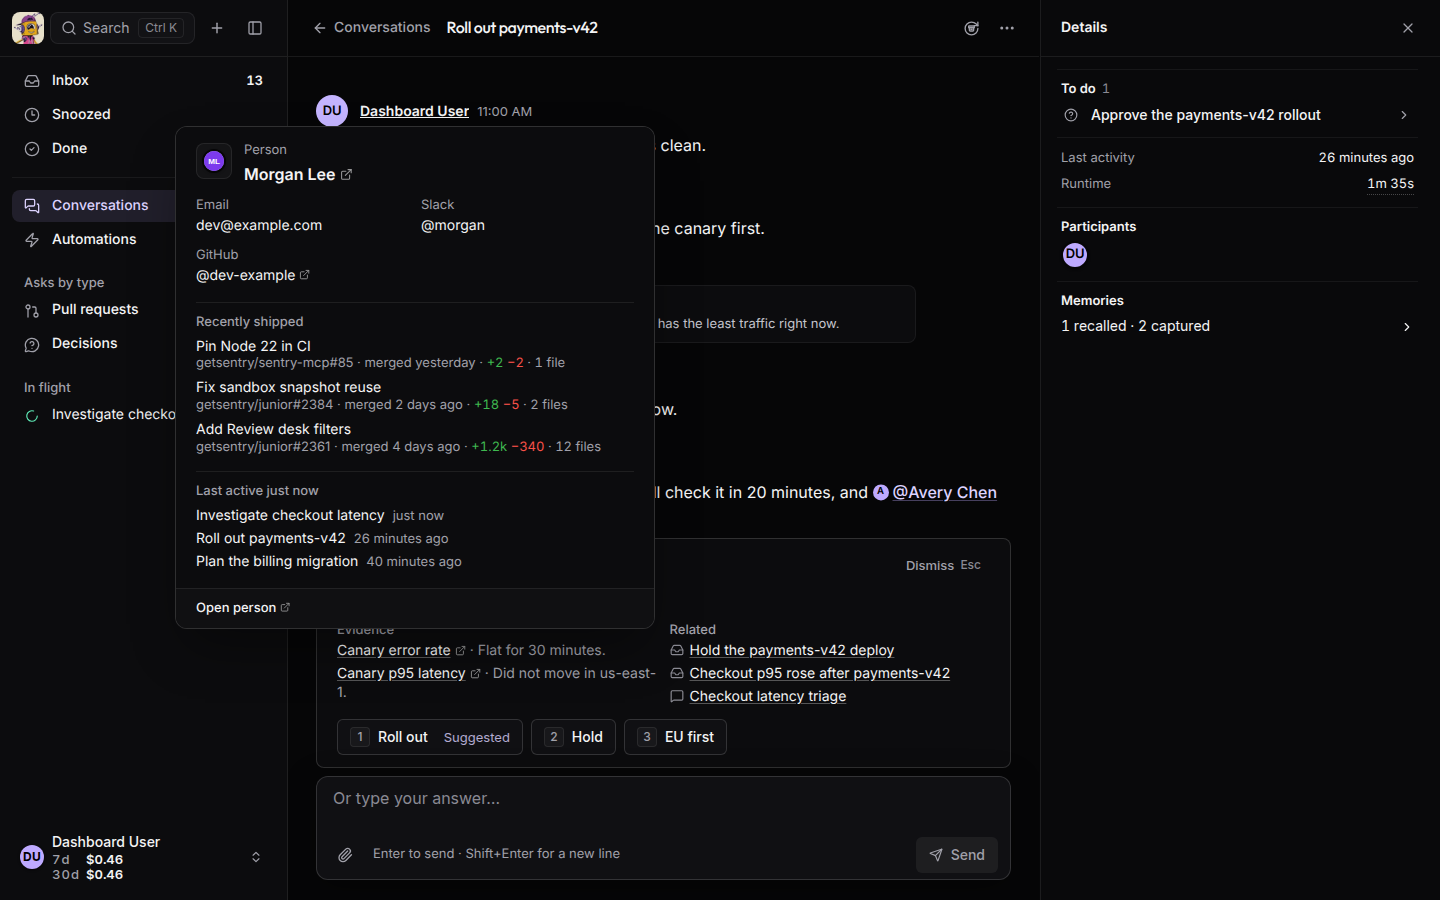 Search Ctrl K
Inbox 13
Snoozed
Done
Conversations
Automations
Asks by type
Pull requests
Decisions
In flight
Investigate checko
Dashboard User
7d $0.46
30d $0.46
DU
Conversations Roll out payments-v42
DU Dashboard User 11:00 AM
clean.
he canary first.
has the least traffic right now.
ow.
ll check it in 20 minutes, and A @Avery Chen
Person
ML
Morgan Lee
Email Slack
dev@example.com @morgan
GitHub
@dev-example
Recently shipped
Pin Node 22 in CI
getsentry/sentry-mcp#85 · merged yesterday · +2 −2 · 1 file
Fix sandbox snapshot reuse
getsentry/junior#2384 · merged 2 days ago · +18 −5 · 2 files
Add Review desk filters
getsentry/junior#2361 · merged 4 days ago · +1.2k −340 · 12 files
Last active just now
Investigate checkout latency just now
Roll out payments-v42 26 minutes ago
Plan the billing migration 40 minutes ago
Open person
Dismiss Esc
Evidence Related
Canary error rate · Flat for 30 minutes.
Canary p95 latency · Did not move in us-east-
1.
Hold the payments-v42 deploy
Checkout p95 rose after payments-v42
Checkout latency triage
1 Roll out Suggested 2 Hold 3 EU first
Or type your answer...
Enter to send · Shift+Enter for a new line Send
Details
To do 1
Approve the payments-v42 rollout
Last activity 26 minutes ago
Runtime 1m 35s
Participants
DU
Memories
1 recalled · 2 captured